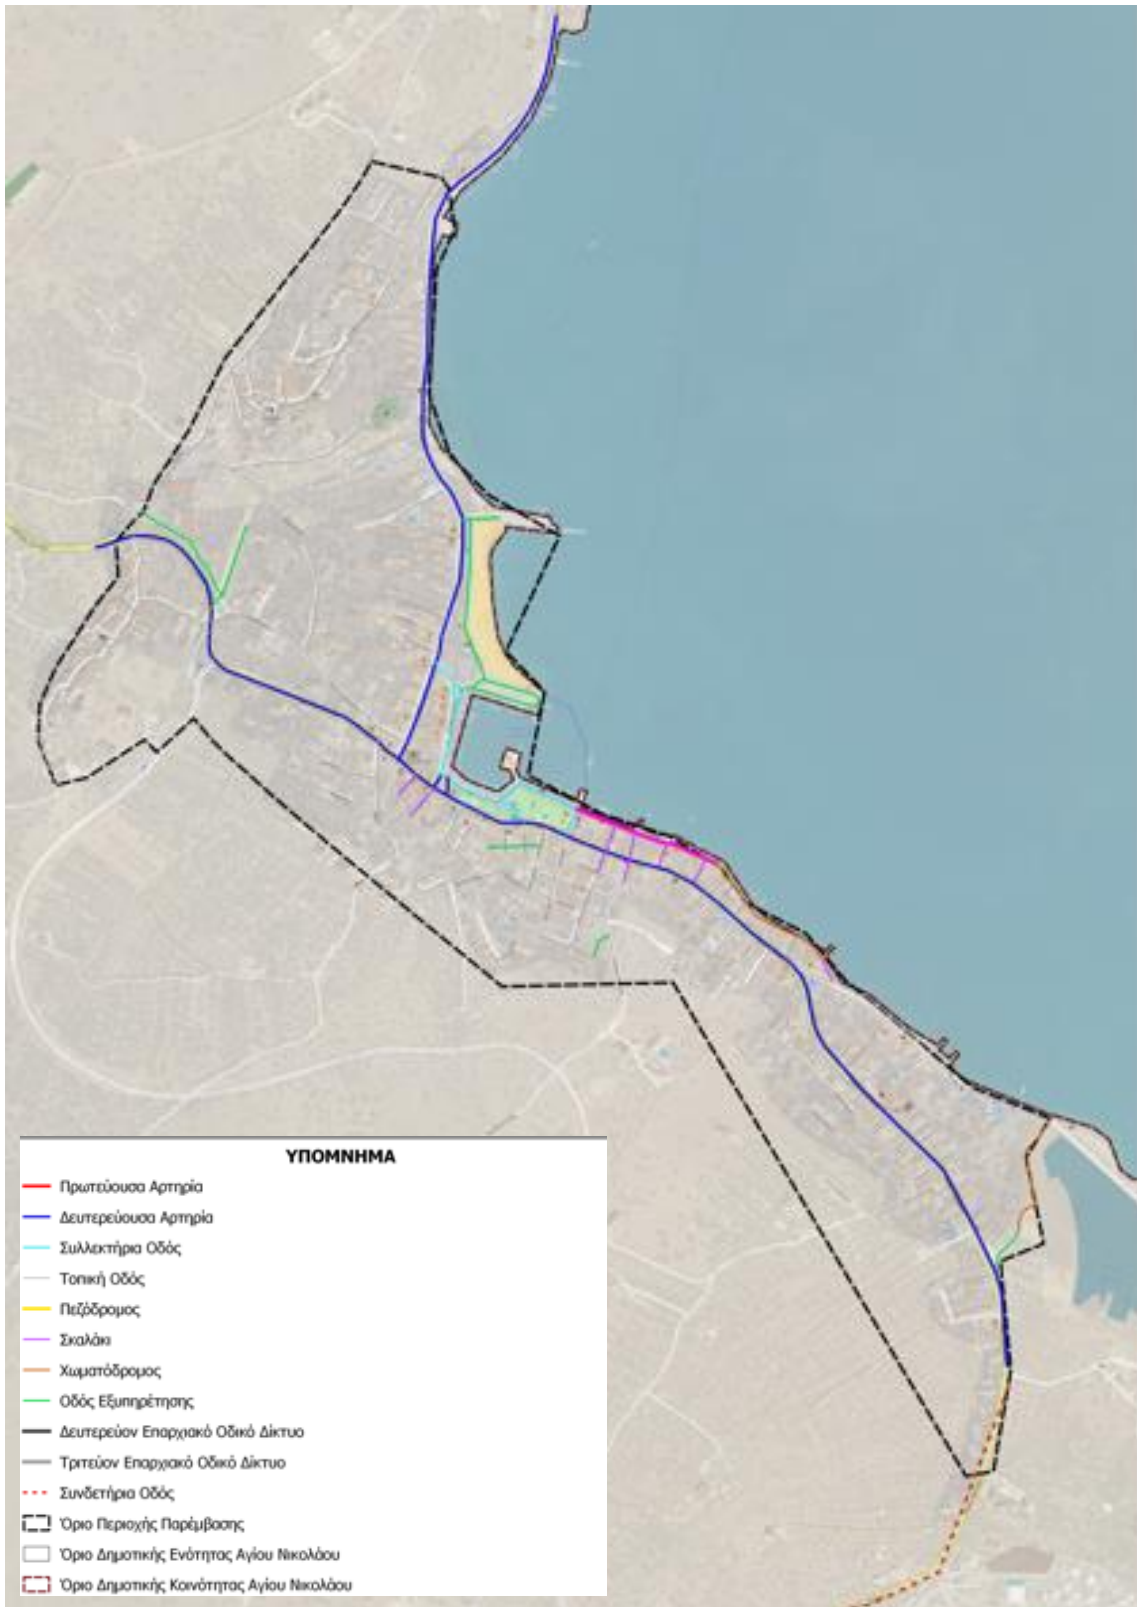 ΥΠΟΜΝΗΜΑ
Πρωτεύουσα Αρτηρία
Δευτερεύουσα Αρτηρία
Συλλεκτήρια Οδός
Τοπική Οδός
Πεζόδρομος
Σκαλάκι
Χωματόδρομος
Οδός Εξυπηρέτησης
Δευτερεύον Επαρχιακό Οδικό Δίκτυο
Τριτεύον Επαρχιακό Οδικό Δίκτυο
Συνδετήρια Οδός
Όριο Περιοχής Παρέμβασης
Όριο Δημοτικής Ενότητας Αγίου Νικολάου
Όριο Δημοτικής Κοινότητας Αγίου Νικολάου